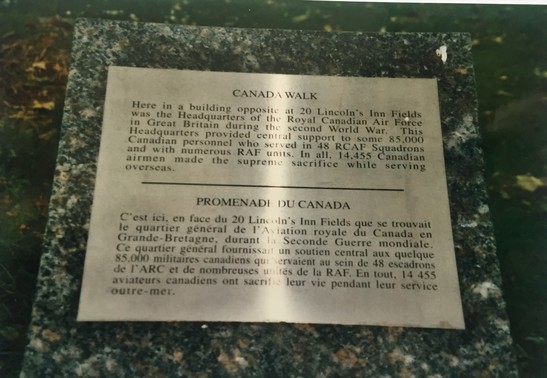 CANADA WALK
Here in a building opposite at 20 Lincoln's Inn Fields
was the Headquarters of the Royal Canadian Air Force
in Great Britain during the second World War. This
Headquarters provided central support to some 85,000
Canadian personnel who served in 48 RCAF Squadrons
and with numerous RAF units. In all, 14,455 Canadian
airmen made the supreme sacrifice while serving
overseas.
PROMENADE DU CANADA
C'est ici, en face du 20 Lincoln's Inn Fields que se trouvait
le quartier général de l'Aviation royale du Canada en
Grande-Bretagne, durant la Seconde Guerre mondiale.
Ce quartier général fournissait un soutien central aux quelque
85,000 militaires canadiens qui servaient au sein de 48 escadrons
de l'ARC et de nombreuses unités de la RAF. En tout, 14 455
aviateurs canadiens ont sacrifié leur vie pendant leur service
outre-mer.